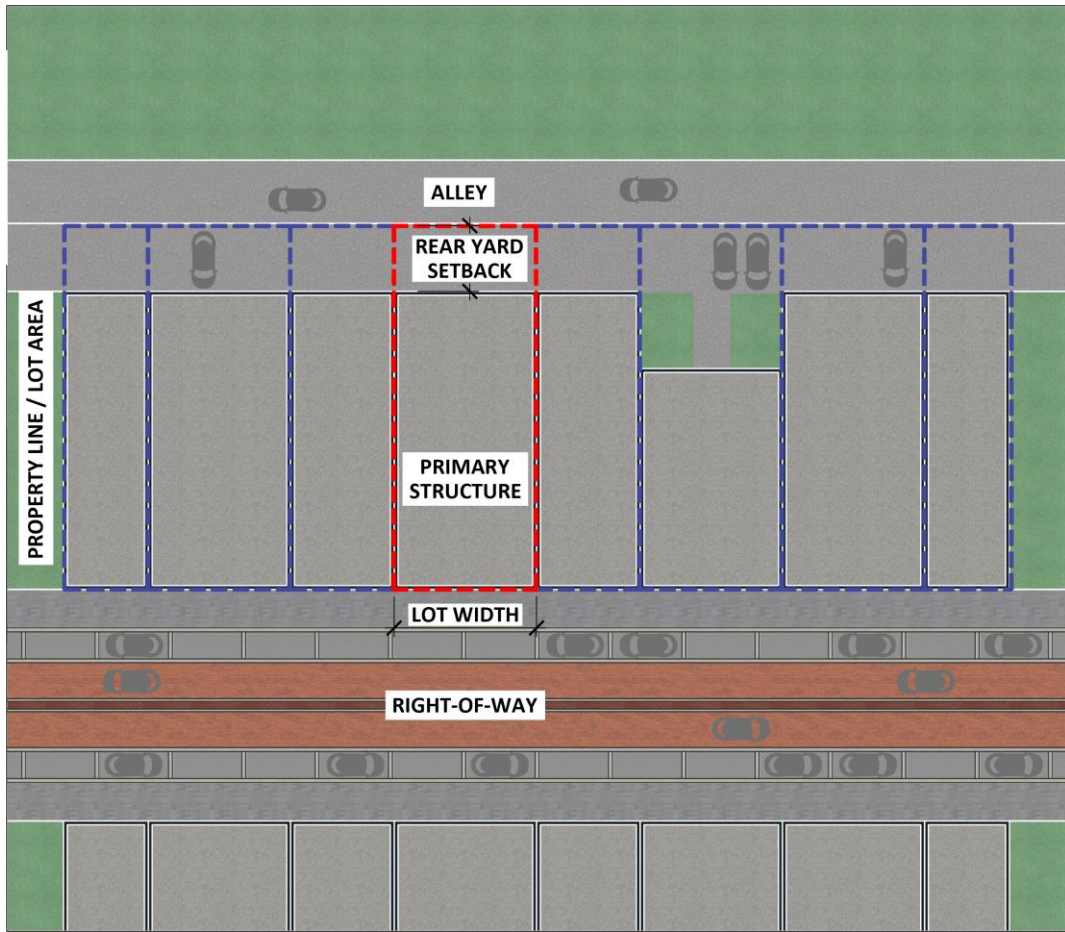 ALLEY
REAR YARD
SETBACK
PROPERTY LINE / LOT AREA
PRIMARY
STRUCTURE
LOT WIDTH
RIGHT-OF-WAY